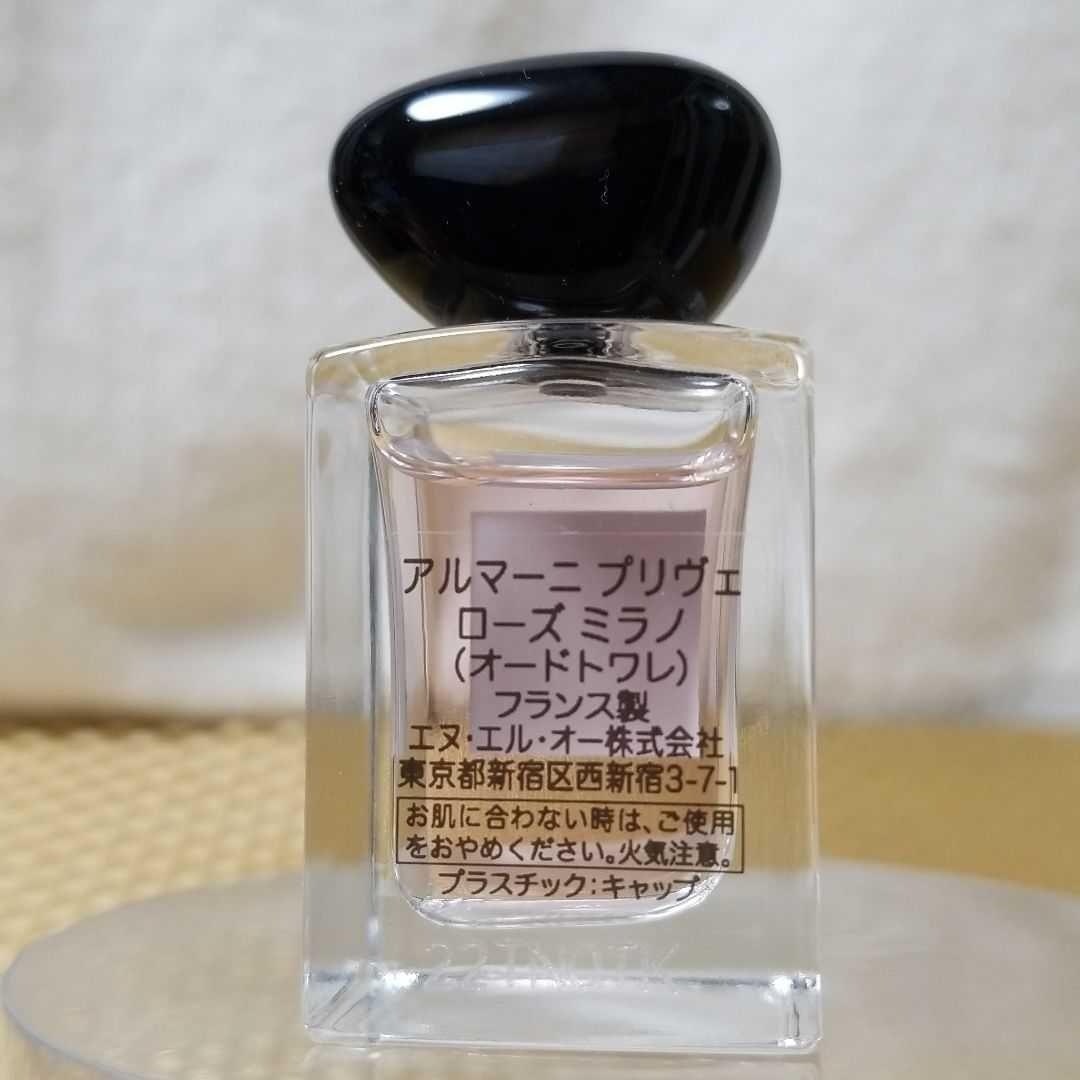 アルマーニ プリヴェ
ローズ ミラノ
(オードトワレ)
フランス製
エヌ・エル・オー株式会社
東京都新宿区西新宿3-7-1
お肌に合わない時は、ご使用
をおやめください。火気注意。
プラスチック:キャップ